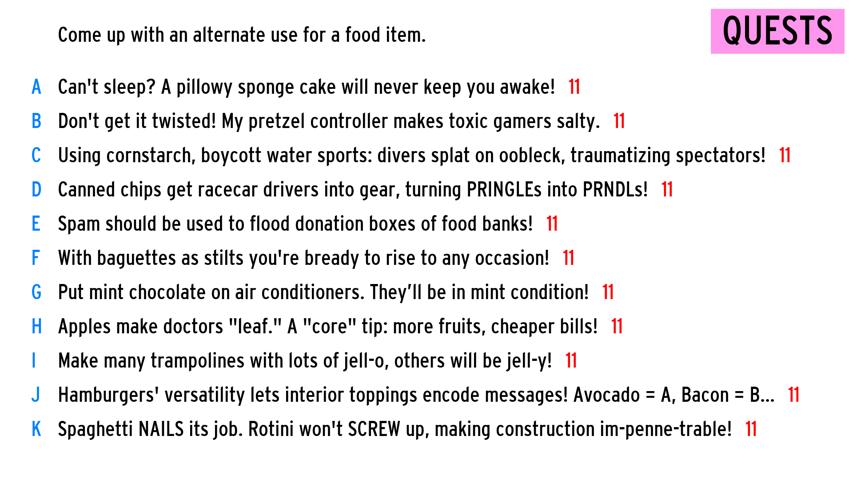 QUESTS
Come up with an alternate use for a food item.
A Can't sleep? A pillowy sponge cake will never keep you awake! 11
B Don't get it twisted! My pretzel controller makes toxic gamers salty. 11
C Using cornstarch, boycott water sports: divers splat on oobleck, traumatizing spectators! 11
D Canned chips get racecar drivers into gear, turning PRINGLEs into PRNDLs! 11
E Spam should be used to flood donation boxes of food banks! 11
F With baguettes as stilts you're bready to rise to any occasion! 11
G Put mint chocolate on air conditioners. They’ll be in mint condition! 11
H Apples make doctors "leaf." A "core" tip: more fruits, cheaper bills! 11
I Make many trampolines with lots of jell-o, others will be jell-y! 11
J Hamburgers' versatility lets interior toppings encode messages! Avocado = A, Bacon = B... 11
K Spaghetti NAILS its job. Rotini won't SCREW up, making construction im-penne-trable! 11